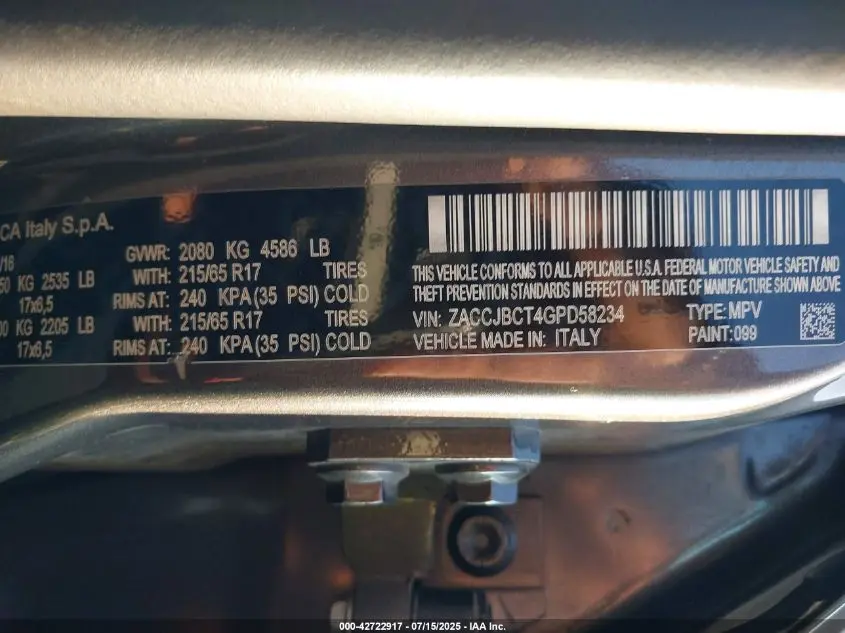 CA Italy S.p.A.
/16
GVWR: 2080 KG 4586 LB
50 KG 2535 LB
WITH: 215/65 R17 TIRES
17x6,5
RIMS AT: 240 KPA(35 PSI) COLD
00 KG 2205 LB
WITH: 215/65 R17 TIRES
17x6,5
RIMS AT: 240 KPA(35 PSI) COLD
THIS VEHICLE CONFORMS TO ALL APPLICABLE U.S.A. FEDERAL MOTOR VEHICLE SAFETY AND
THEFT PREVENTION STANDARDS IN EFFECT ON THE DATE OF MANUFACTURE SHOWN ABOVE
VIN: ZACCJBCT4GPD58234 TYPE: MPV
VEHICLE MADE IN: ITALY PAINT: 099
000-42722917 - 07/15/2025 - IAA Inc.